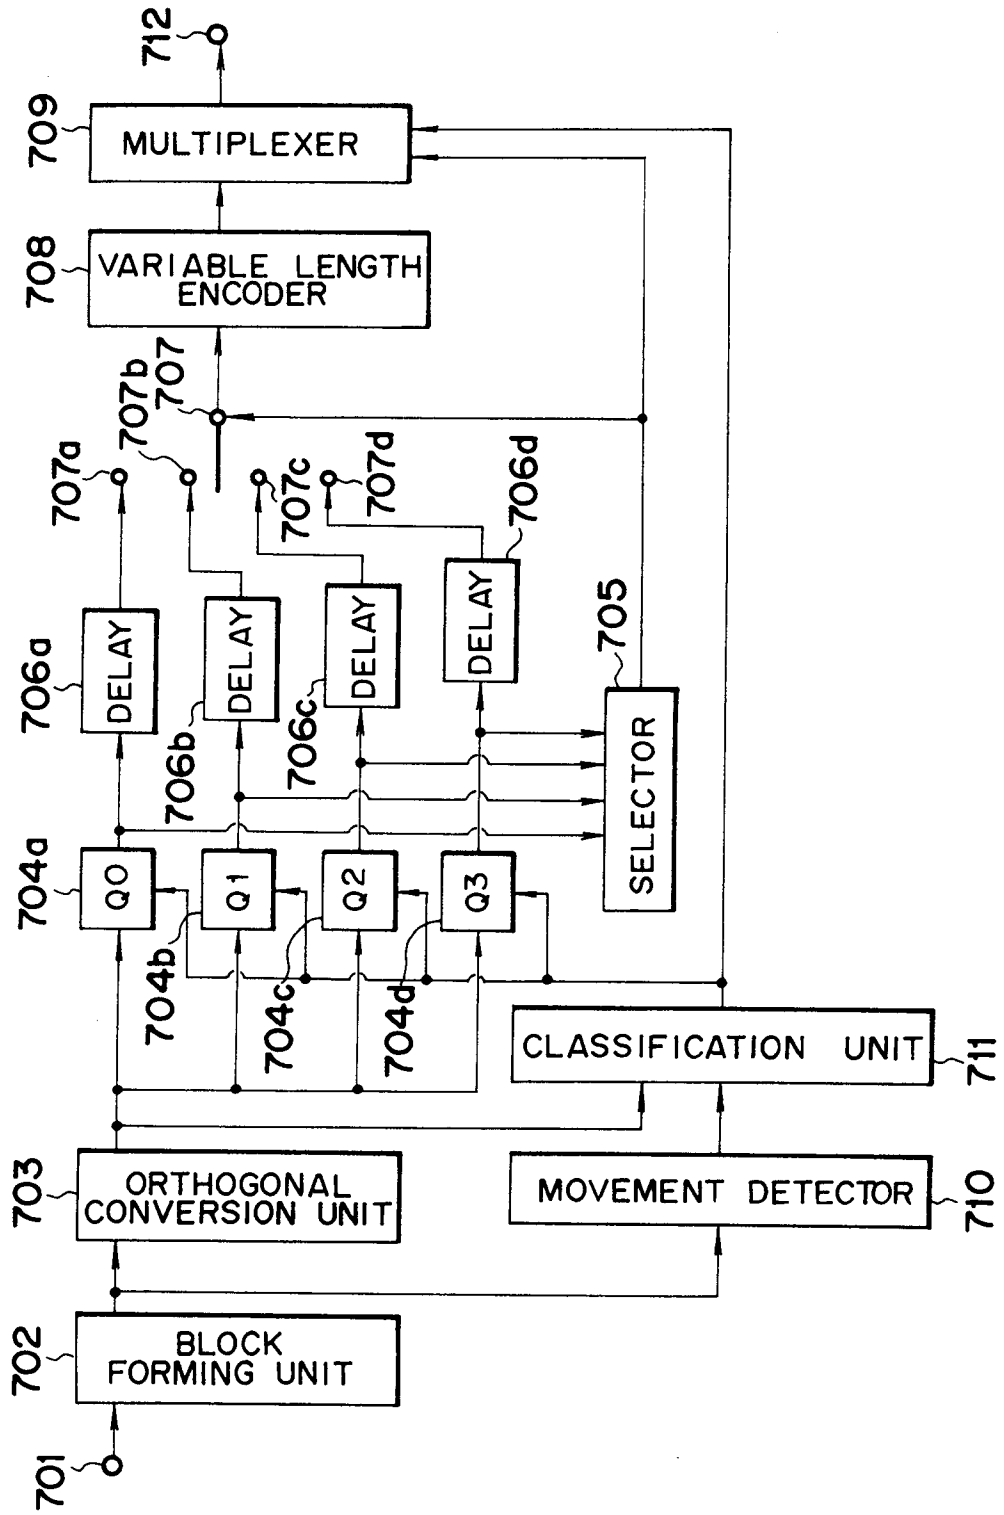 701
702
BLOCK
FORMING UNIT
703
ORTHOGONAL
CONVERSION UNIT
704a
Q0
704b
Q1
704c
Q2
704d
Q3
706a
DELAY
706b
DELAY
706c
DELAY
706d
DELAY
705
SELECTOR
707a
707b
707
707c
707d
708
VARIABLE LENGTH
ENCODER
709
MULTIPLEXER
712
710
MOVEMENT DETECTOR
711
CLASSIFICATION UNIT